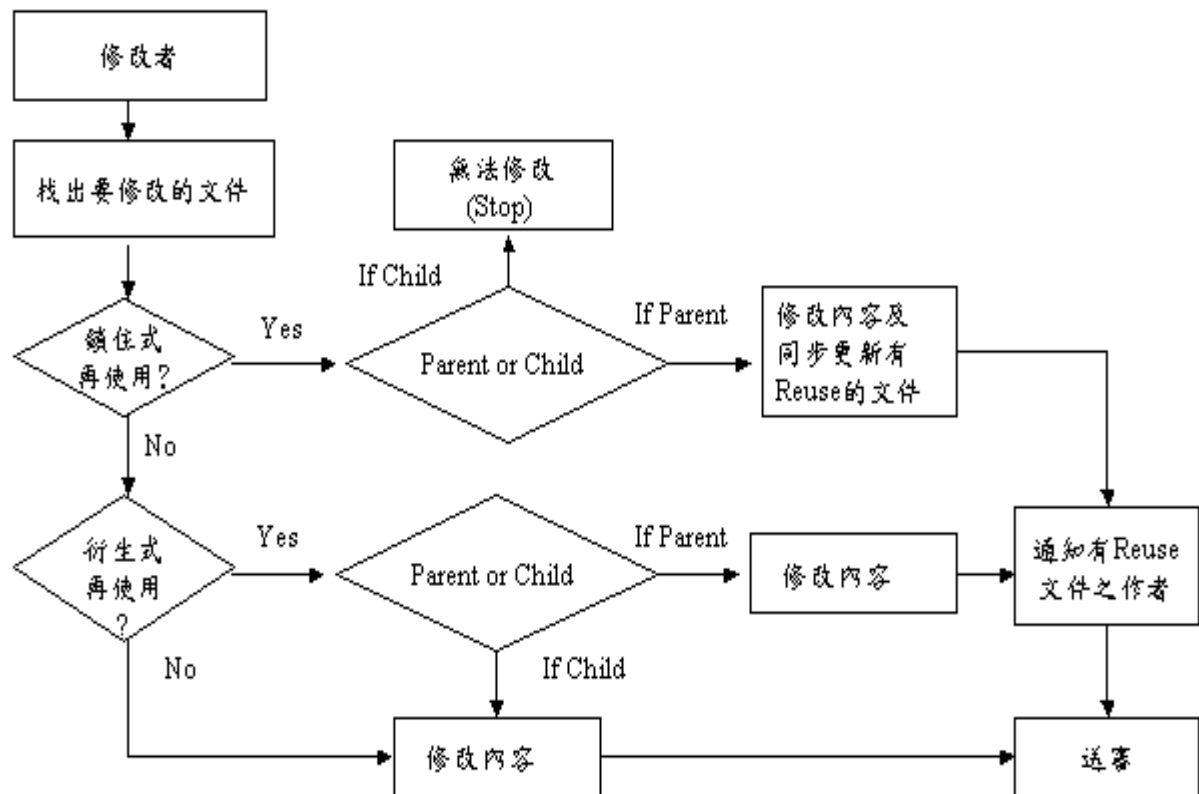 修改者
找出要修改的文件
無法修改
(Stop)
If Child
鎖住式
再使用?
Yes
Parent or Child
If Parent
修改內容及
同步更新有
Reuse的文件
No
衍生式
再使用
?
Yes
Parent or Child
If Parent
修改內容
通知有Reuse
文件之作者
No
If Child
修改內容
送審